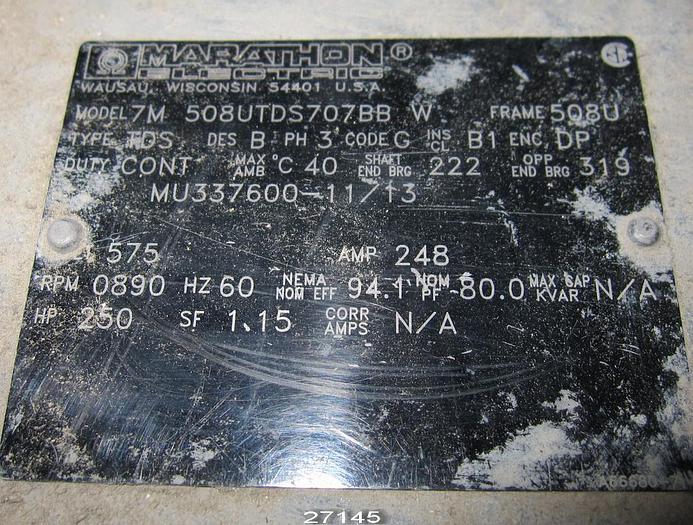 MARATHON®
ELECTRIC
WAUSAU, WISCONSIN 54401 U.S.A.
MODEL 7M 508UTDS707.BB W FRAME 508U
TYPE TDS DES B PH 3 CODE G INS CL B1 ENC. DP
DUTY CONT MAX AMB °C 40 SHAFT END BRG 222 OPP END BRG 319
MU337600-11/13
575 AMP 248
RPM 0890 HZ 60 NEMA NOM EFF 94.1 NOM PF 80.0 MAX SAP KVAR N/A
HP 250 SF 1.15 CORR AMPS N/A
27145